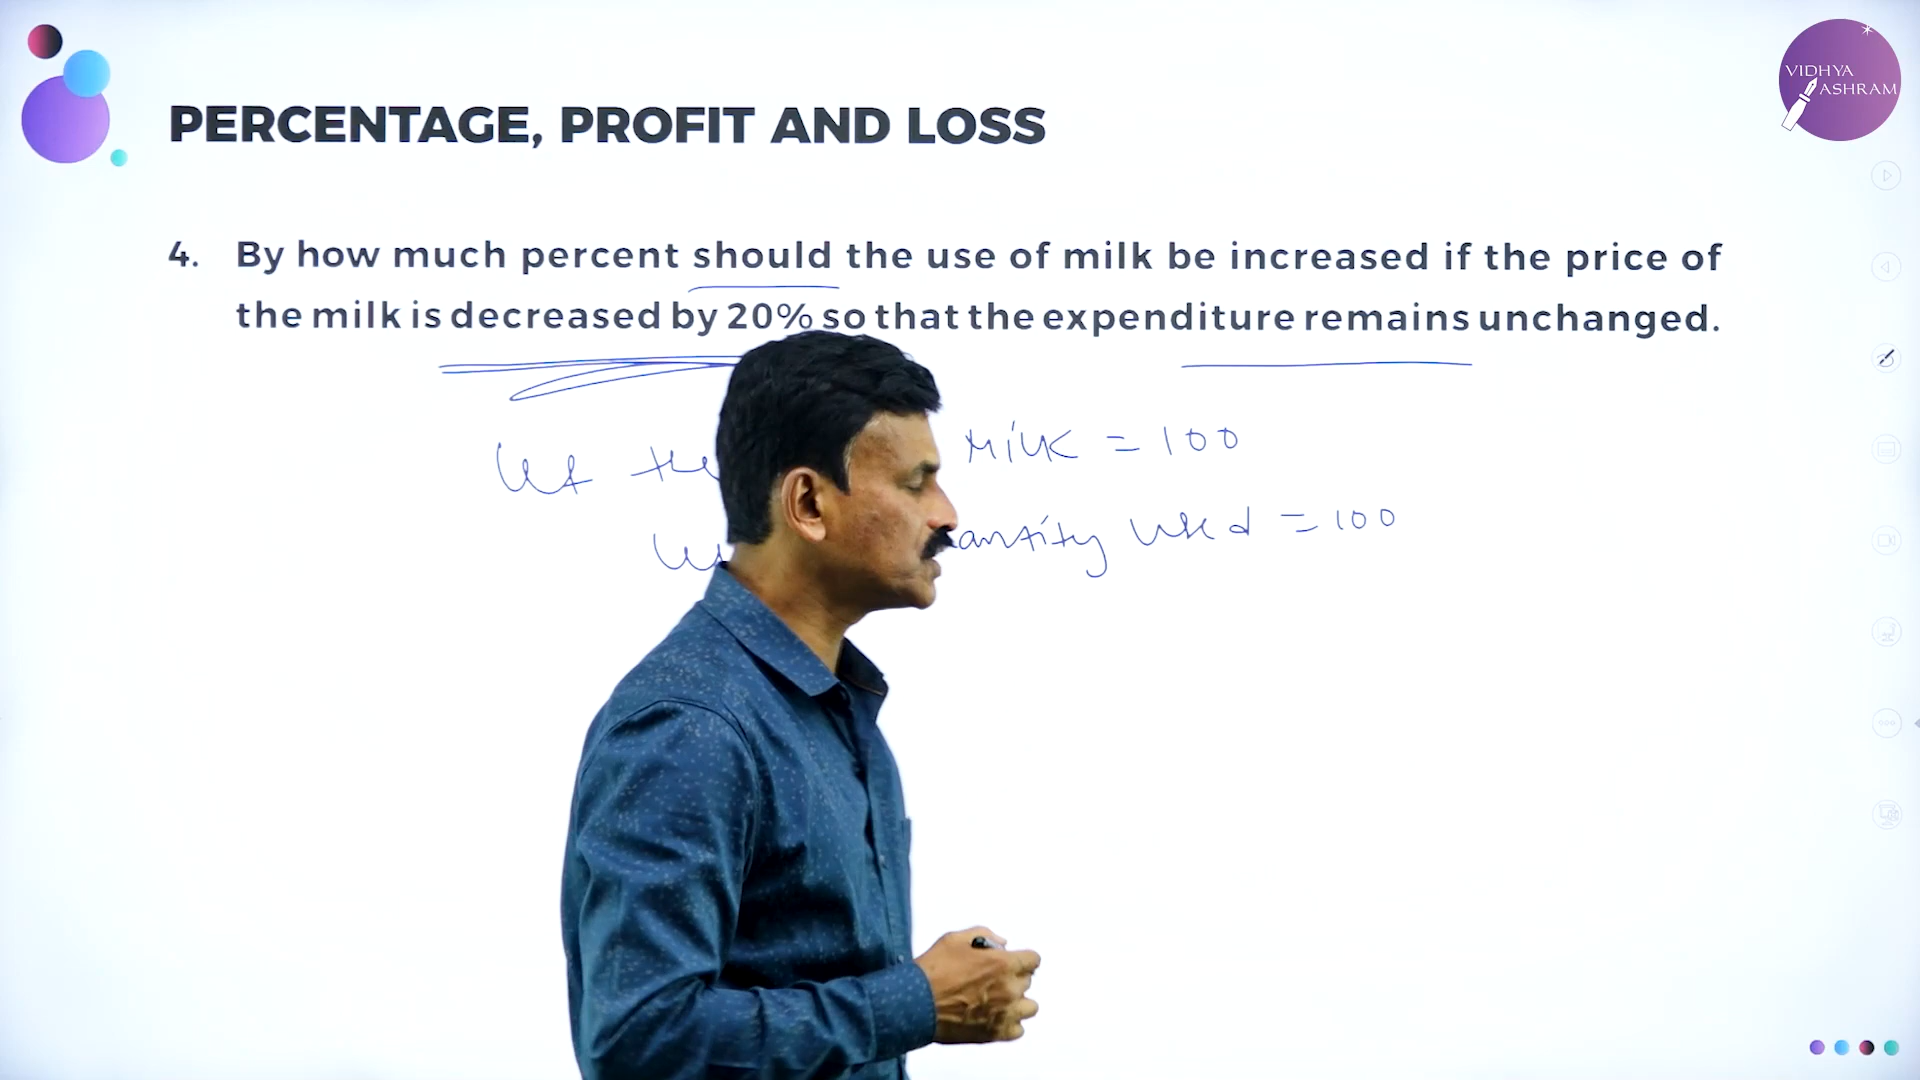 VIDHYA
ASHRAM
PERCENTAGE, PROFIT AND LOSS
4. By how much percent should the use of milk be increased if the price of
the milk is decreased by 20% so that the expenditure remains unchanged.
Let the Milk = 100
antity used = 100